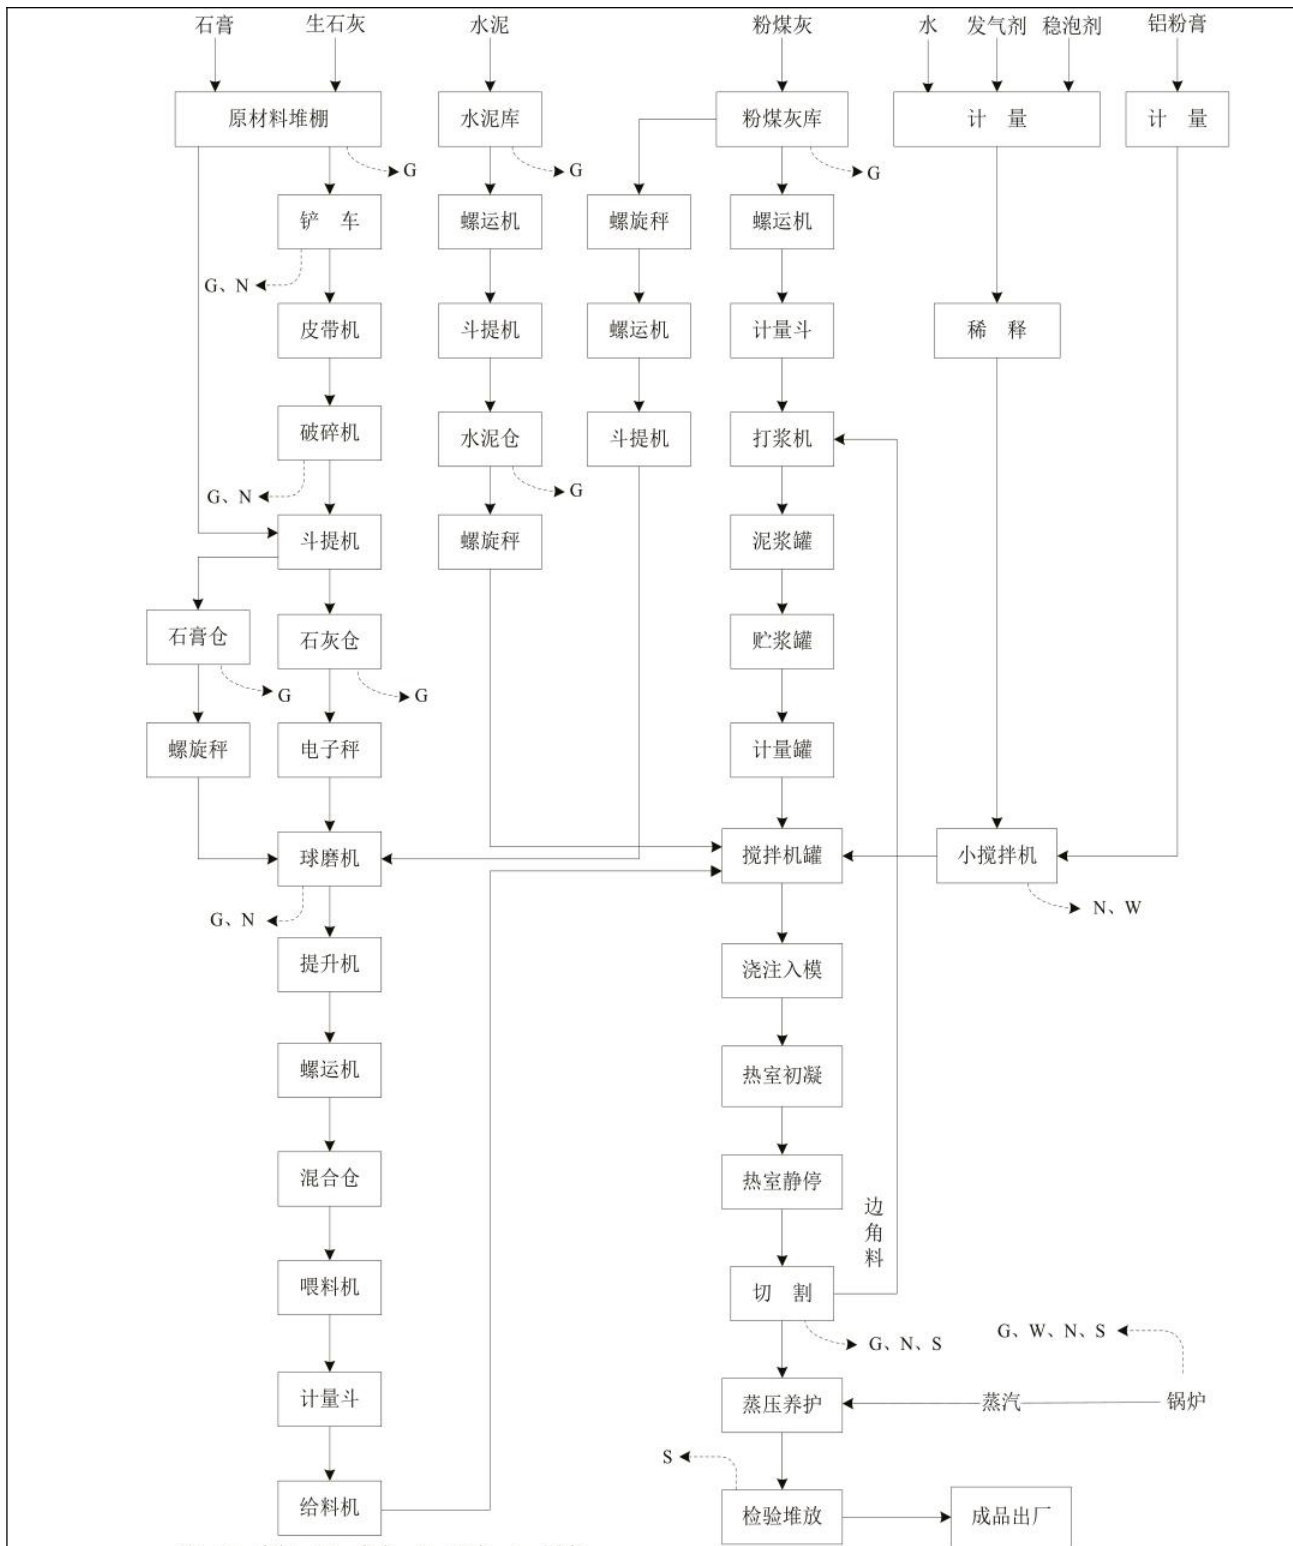 石膏 生石灰 水泥 粉煤灰 水 发气剂 稳泡剂 铝粉膏
原材料堆棚 水泥库 粉煤灰库 计 量 计 量
G G G
铲 车 螺运机 螺旋秤 螺运机
G、N
皮带机 斗提机 螺运机 计量斗 稀 释
破碎机 水泥仓 斗提机 打浆机
G、N G
斗提机 螺旋秤 泥浆罐
石膏仓 石灰仓 贮浆罐
G G
螺旋秤 电子秤 计量罐
球磨机 搅拌机罐 小搅拌机
G、N N、W
提升机 浇注入模
螺运机 热室初凝
混合仓 热室静停
边
角
料
喂料机 切 割
G、N、S G、W、N、S
计量斗 蒸压养护 蒸汽 锅炉
S
给料机 检验堆放 成品出厂